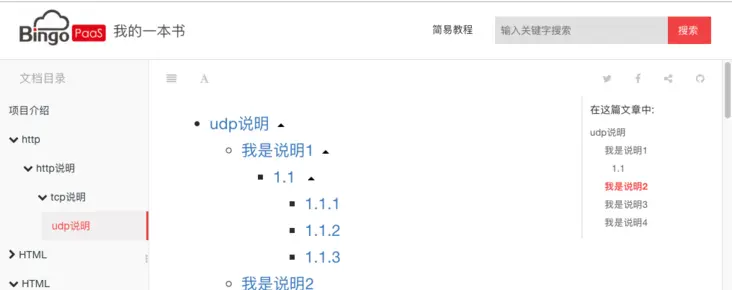 Bingo PaaS 我的一本书
简易教程
输入关键字搜索
搜索
文档目录
项目介绍
http
http说明
tcp说明
udp说明
HTML
HTML
A
udp说明
我是说明1
1.1
1.1.1
1.1.2
1.1.3
我是说明2
在这篇文章中:
udp说明
我是说明1
1.1
我是说明2
我是说明3
我是说明4